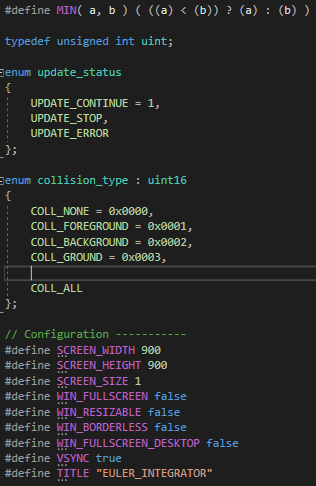 #define MIN( a, b ) ( ((a) < (b)) ? (a) : (b) )
typedef unsigned int uint;
enum update_status
{
UPDATE_CONTINUE = 1,
UPDATE_STOP,
UPDATE_ERROR
};
enum collision_type : uint16
{
COLL_NONE = 0x0000,
COLL_FOREGROUND = 0x0001,
COLL_BACKGROUND = 0x0002,
COLL_GROUND = 0x0003,
COLL_ALL
};
// Configuration -----------
#define SCREEN_WIDTH 900
#define SCREEN_HEIGHT 900
#define SCREEN_SIZE 1
#define WIN_FULLSCREEN false
#define WIN_RESIZABLE false
#define WIN_BORDERLESS false
#define WIN_FULLSCREEN_DESKTOP false
#define VSYNC true
#define TITLE "EULER_INTEGRATOR"